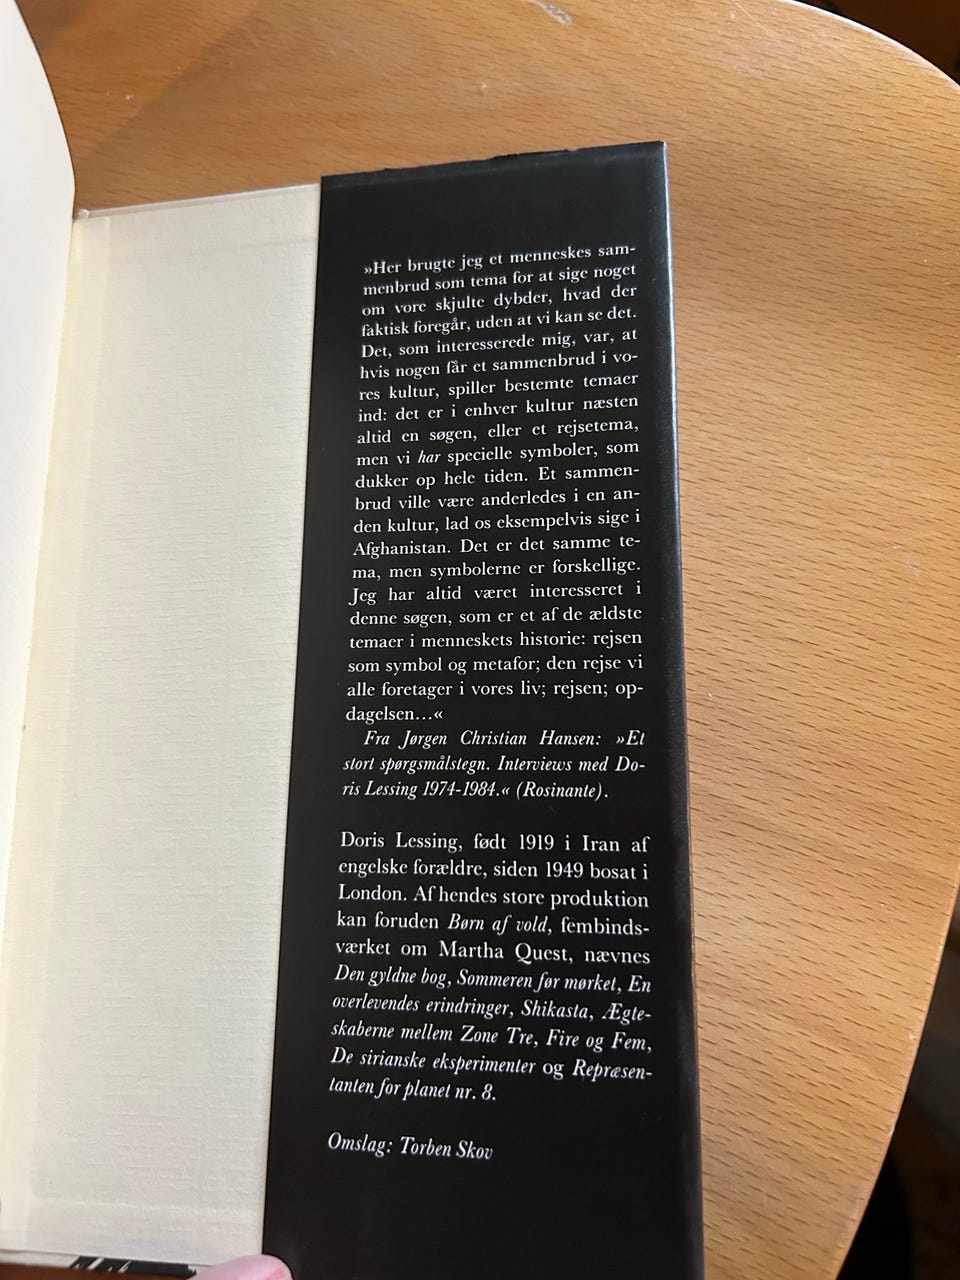 »Her brugte jeg et menneskes sam-
menbrud som tema for at sige noget
om vore skjulte dybder, hvad der
faktisk foregår, uden at vi kan se det.
Det, som interesserede mig, var, at
hvis nogen får et sammenbrud i vo-
res kultur, spiller bestemte temaer
ind: det er i enhver kultur næsten
altid en søgen, eller et rejsetema,
men vi har specielle symboler, som
dukker op hele tiden. Et sammen-
brud ville være anderledes i en an-
den kultur, lad os eksempelvis sige i
Afghanistan. Det er det samme te-
ma, men symbolerne er forskellige.
Jeg har altid været interesseret i
denne søgen, som er et af de ældste
temaer i menneskets historie: rejsen
som symbol og metafor; den rejse vi
alle foretager i vores liv; rejsen; op-
dagelsen...«
Fra Jørgen Christian Hansen: »Et
stort spørgsmålstegn. Interviews med Do-
ris Lessing 1974-1984.« (Rosinante).
Doris Lessing, født 1919 i Iran af
engelske forældre, siden 1949 bosat i
London. Af hendes store produktion
kan foruden Børn af vold, fembinds-
værket om Martha Quest, nævnes
Den gyldne bog, Sommeren før mørket, En
overlevendes erindringer, Shikasta, Ægte-
skaberne mellem Zone Tre, Fire og Fem,
De sirianske eksperimenter og Repræsen-
tanten for planet nr. 8.
Omslag: Torben Skov